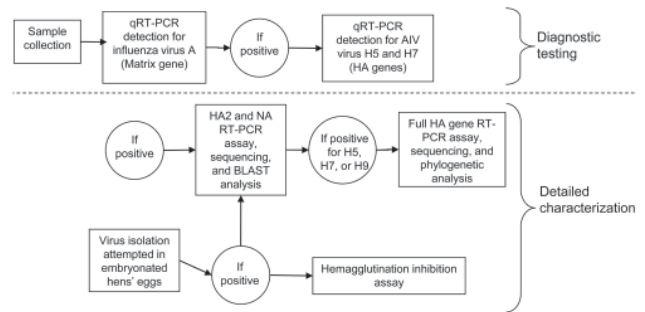 Sample
collection
qRT-PCR
detection for
influenza virus A
(Matrix gene)
If
positive
qRT-PCR
detection for AIV
virus H5 and H7
(HA genes)
Diagnostic
testing
If
positive
HA2 and NA
RT-PCR
assay,
sequencing,
and BLAST
analysis
If positive
for H5,
H7, or H9
Full HA gene RT-
PCR assay,
sequencing, and
phylogenetic
analysis
Detailed
characterization
Virus isolation
attempted in
embryonated
hens' eggs
If
positive
Hemagglutination inhibition
assay